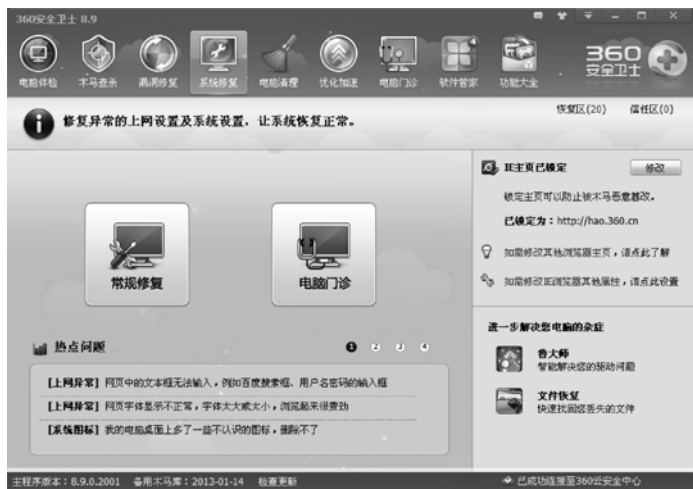 360安全卫士 8.9
电脑体检 木马查杀 漏洞修复 系统修复 电脑清理 优化加速 电脑门诊 软件管家 功能大全
360
安全卫士
恢复区(20) 信任区(0)
修复异常的上网设置及系统设置，让系统恢复正常。
IE主页已锁定 修改
锁定主页可以防止被木马恶意篡改。
已锁定为：http://hao.360.cn
如需修改其他浏览器主页，请点此了解
如需修改IE浏览器其他属性，请点此设置
常规修复 电脑门诊
热点问题 1 2 3 4
[上网异常] 网页中的文本框无法输入，例如百度搜索框、用户名密码的输入框
[上网异常] 网页字体显示不正常，字体太大或太小，浏览起来很费劲
[系统图标] 我的电脑桌面上多了一些不认识的图标，删除不了
进一步解决您电脑的杂症
鲁大师
智能解决您的驱动问题
文件恢复
快速找回您丢失的文件
主程序版本：8.9.0.2001 备用木马库：2013-01-14 检查更新 已成功连接至360云安全中心